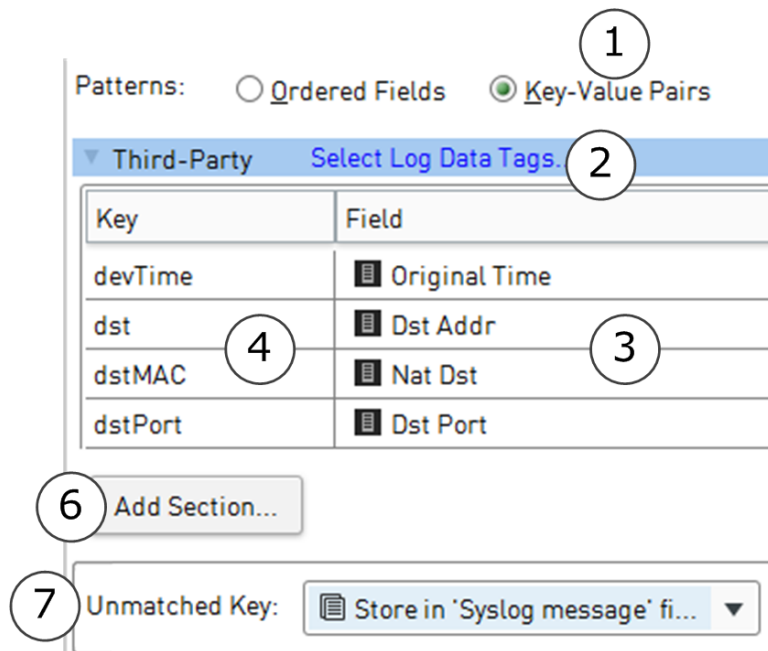 1
Patterns: Ordered Fields Key-Value Pairs
Third-Party Select Log Data Tags.. 2
Key Field
devTime Original Time
dst Dst Addr
4 3
dstMAC Nat Dst
dstPort Dst Port
6 Add Section...
7 Unmatched Key: Store in 'Syslog message' fi...